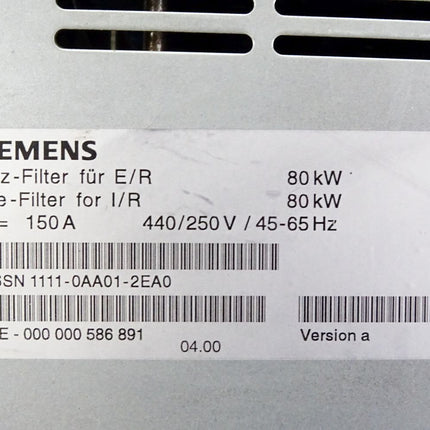 EMENS
z-Filter für E/R 80 kW
e-Filter for I/R 80 kW
= 150 A 440/250 V / 45-65 Hz
SSN 1111-0AA01-2EA0
E - 000 000 586 891 04.00 Version a